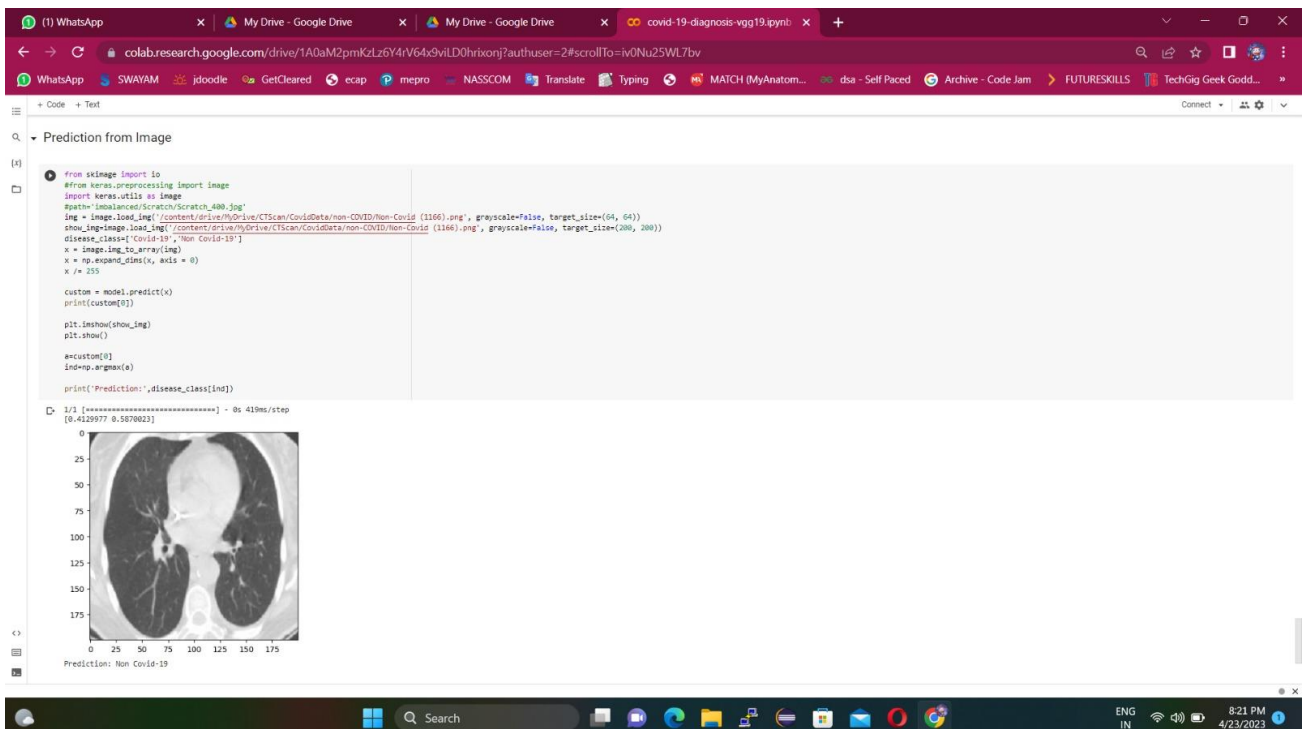 (1) WhatsApp
My Drive - Google Drive
My Drive - Google Drive
covid-19-diagnosis-vgg19.ipynb
colab.research.google.com/drive/1A0aM2pmKzLz6Y4rV64x9viLD0hrixonj?authuser=2#scrollTo=iv0Nu25WL7bv
WhatsApp SWAYAM jdoodle GetCleared ecap mepro NASSCOM Translate Typing MATCH (MyAnatom... dsa - Self Paced Archive - Code Jam FUTURESKILLS TechGig Geek Godd... »
+ Code + Text Connect
Prediction from Image
from skimage import io
#from keras.preprocessing import image
import keras.utils as image
#path='imbalanced/Scratch/Scratch_400.jpg'
img = image.load_img('/content/drive/MyDrive/CTScan/CovidData/non-COVID/Non-Covid (1166).png', grayscale=False, target_size=(64, 64))
show_img=image.load_img('/content/drive/MyDrive/CTScan/CovidData/non-COVID/Non-Covid (1166).png', grayscale=False, target_size=(200, 200))
disease_class=['Covid-19','Non Covid-19']
x = image.img_to_array(img)
x = np.expand_dims(x, axis = 0)
x /= 255
custom = model.predict(x)
print(custom[0])
plt.imshow(show_img)
plt.show()
a=custom[0]
ind=np.argmax(a)
print('Prediction:',disease_class[ind])
1/1 [==============================] - 0s 419ms/step
[0.4129977 0.5870023]
0
25
50
75
100
125
150
175
0 25 50 75 100 125 150 175
Prediction: Non Covid-19
Search
ENG
IN
8:21 PM
4/23/2023
1